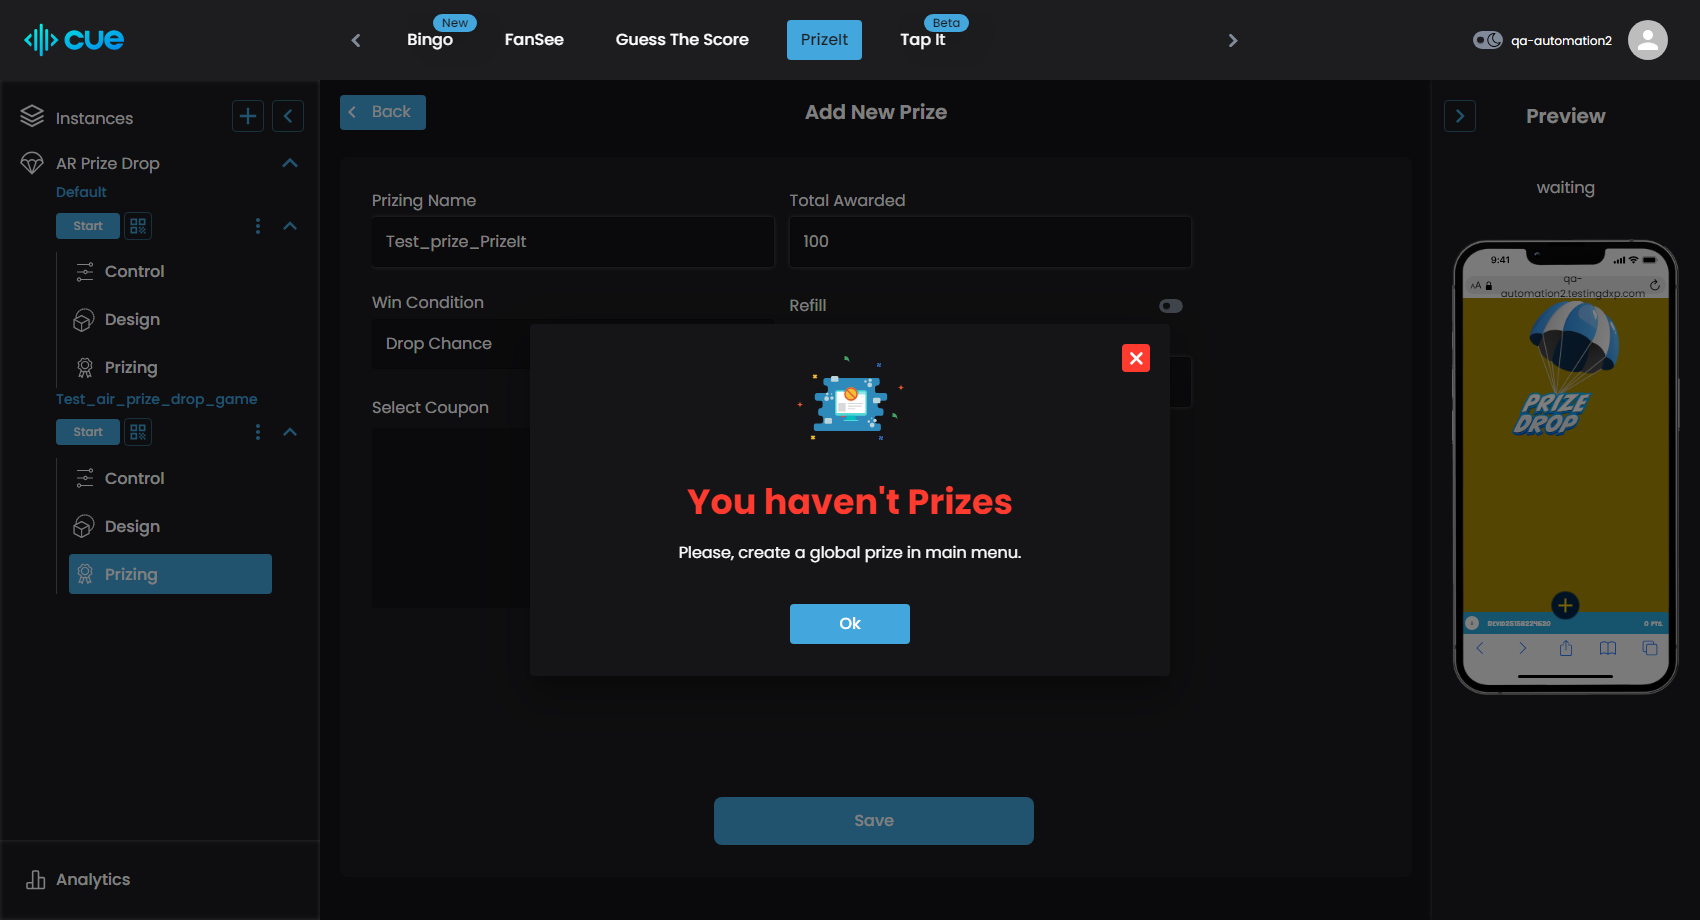 cue
New
Bingo
FanSee
Guess The Score
PrizeIt
Beta
Tap It
qa-automation2
Instances
AR Prize Drop
Default
Start
Control
Design
Prizing
Test_air_prize_drop_game
Start
Control
Design
Prizing
Analytics
Back
Add New Prize
Prizing Name
Total Awarded
Test_prize_PrizeIt
100
Win Condition
Refill
Drop Chance
Select Coupon
You haven't Prizes
Please, create a global prize in main menu.
Ok
Save
Preview
waiting
9:41
AA
qa-
automation2.testingdxp.com
PRIZE
DROP
0 PTS.